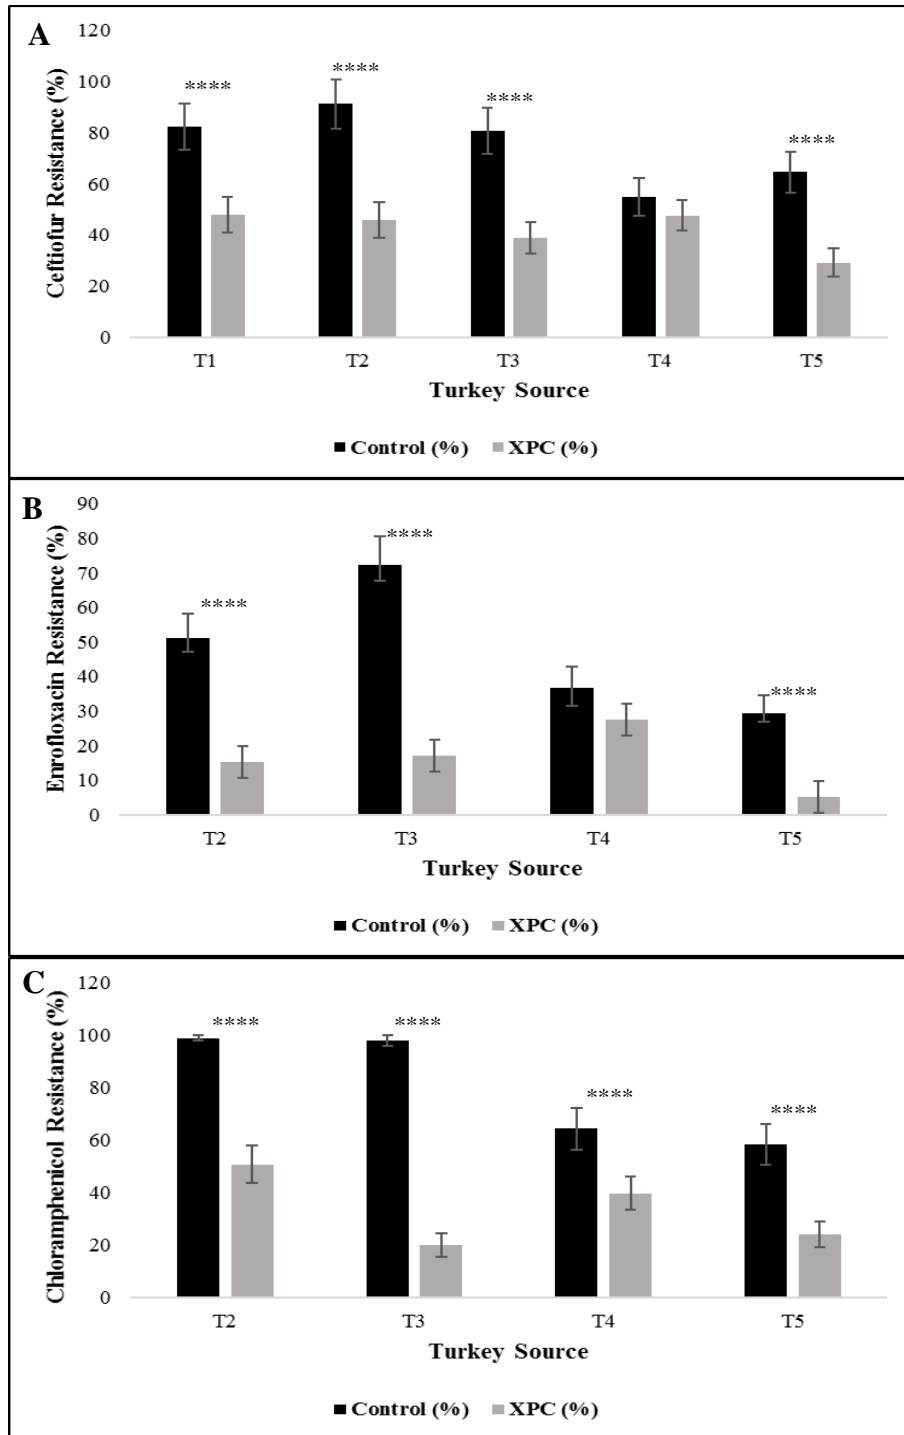 A
Ceftiofur Resistance (%)
120
100
80
60
40
20
0
**** **** **** ****
T1 T2 T3 T4 T5
Turkey Source
Control (%) XPC (%)
B
Enrofloxacin Resistance (%)
90
80
70
60
50
40
30
20
10
0
**** **** ****
T2 T3 T4 T5
Turkey Source
Control (%) XPC (%)
C
Chloramphenicol Resistance (%)
120
100
80
60
40
20
0
**** **** **** ****
T2 T3 T4 T5
Turkey Source
Control (%) XPC (%)